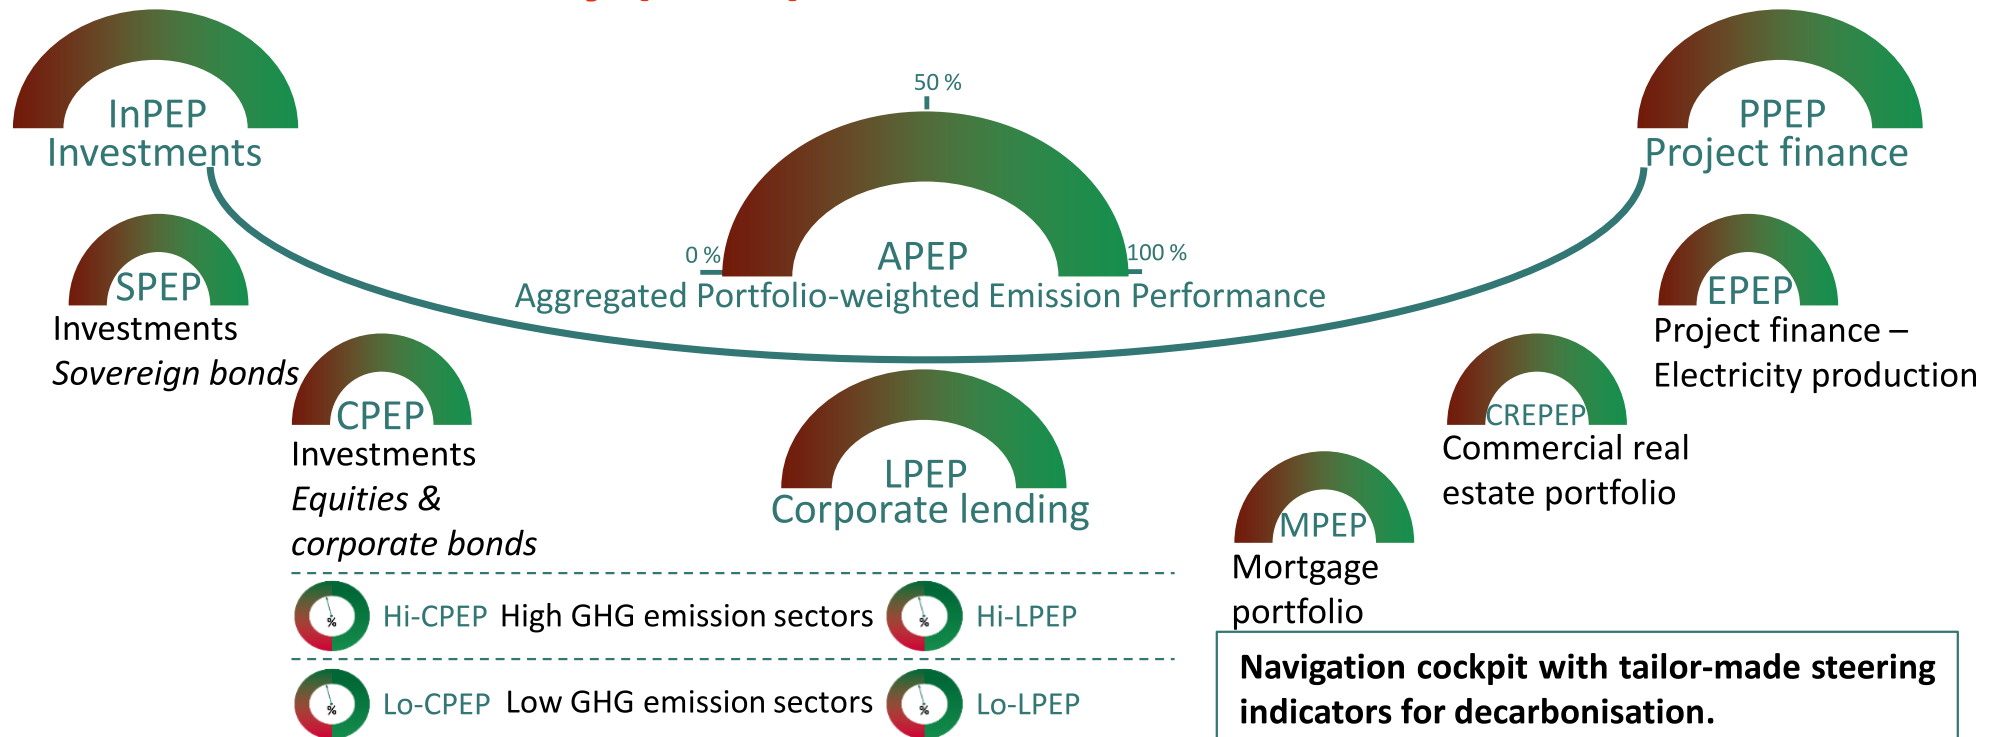 InPEP
Investments
50 %
0 %
100 %
APEP
Aggregated Portfolio-weighted Emission Performance
PPEP
Project finance
SPEP
Investments
Sovereign bonds
CPEP
Investments
Equities &
corporate bonds
LPEP
Corporate lending
EPEP
Project finance –
Electricity production
CREPEP
Commercial real
estate portfolio
MPEP
Mortgage
portfolio
% Hi-CPEP High GHG emission sectors % Hi-LPEP
% Lo-CPEP Low GHG emission sectors % Lo-LPEP
Navigation cockpit with tailor-made steering
indicators for decarbonisation.